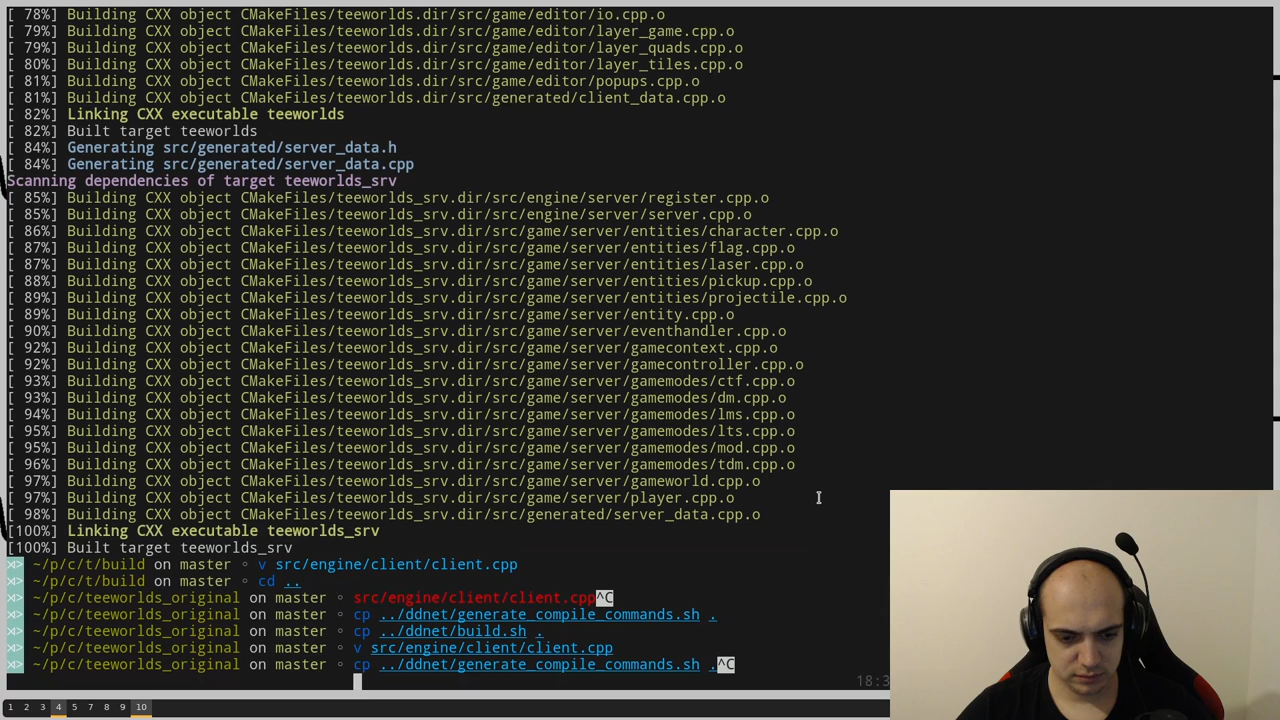 [ 78%] Building CXX object CMakeFiles/teeworlds.dir/src/game/editor/io.cpp.o
[ 79%] Building CXX object CMakeFiles/teeworlds.dir/src/game/editor/layer_game.cpp.o
[ 79%] Building CXX object CMakeFiles/teeworlds.dir/src/game/editor/layer_quads.cpp.o
[ 80%] Building CXX object CMakeFiles/teeworlds.dir/src/game/editor/layer_tiles.cpp.o
[ 81%] Building CXX object CMakeFiles/teeworlds.dir/src/game/editor/popups.cpp.o
[ 81%] Building CXX object CMakeFiles/teeworlds.dir/src/generated/client_data.cpp.o
[ 82%] Linking CXX executable teeworlds
[ 82%] Built target teeworlds
[ 84%] Generating src/generated/server_data.h
[ 84%] Generating src/generated/server_data.cpp
Scanning dependencies of target teeworlds_srv
[ 85%] Building CXX object CMakeFiles/teeworlds_srv.dir/src/engine/server/register.cpp.o
[ 85%] Building CXX object CMakeFiles/teeworlds_srv.dir/src/engine/server/server.cpp.o
[ 86%] Building CXX object CMakeFiles/teeworlds_srv.dir/src/game/server/entities/character.cpp.o
[ 87%] Building CXX object CMakeFiles/teeworlds_srv.dir/src/game/server/entities/flag.cpp.o
[ 87%] Building CXX object CMakeFiles/teeworlds_srv.dir/src/game/server/entities/laser.cpp.o
[ 88%] Building CXX object CMakeFiles/teeworlds_srv.dir/src/game/server/entities/pickup.cpp.o
[ 89%] Building CXX object CMakeFiles/teeworlds_srv.dir/src/game/server/entities/projectile.cpp.o
[ 89%] Building CXX object CMakeFiles/teeworlds_srv.dir/src/game/server/entity.cpp.o
[ 90%] Building CXX object CMakeFiles/teeworlds_srv.dir/src/game/server/eventhandler.cpp.o
[ 92%] Building CXX object CMakeFiles/teeworlds_srv.dir/src/game/server/gamecontext.cpp.o
[ 92%] Building CXX object CMakeFiles/teeworlds_srv.dir/src/game/server/gamecontroller.cpp.o
[ 93%] Building CXX object CMakeFiles/teeworlds_srv.dir/src/game/server/gamemodes/ctf.cpp.o
[ 93%] Building CXX object CMakeFiles/teeworlds_srv.dir/src/game/server/gamemodes/dm.cpp.o
[ 94%] Building CXX object CMakeFiles/teeworlds_srv.dir/src/game/server/gamemodes/lms.cpp.o
[ 95%] Building CXX object CMakeFiles/teeworlds_srv.dir/src/game/server/gamemodes/lts.cpp.o
[ 95%] Building CXX object CMakeFiles/teeworlds_srv.dir/src/game/server/gamemodes/mod.cpp.o
[ 96%] Building CXX object CMakeFiles/teeworlds_srv.dir/src/game/server/gamemodes/tdm.cpp.o
[ 97%] Building CXX object CMakeFiles/teeworlds_srv.dir/src/game/server/gameworld.cpp.o
[ 97%] Building CXX object CMakeFiles/teeworlds_srv.dir/src/game/server/player.cpp.o
[ 98%] Building CXX object CMakeFiles/teeworlds_srv.dir/src/generated/server_data.cpp.o
[100%] Linking CXX executable teeworlds_srv
[100%] Built target teeworlds_srv
~/p/c/t/build on master ◦ v src/engine/client/client.cpp
~/p/c/t/build on master ◦ cd ..
~/p/c/teeworlds_original on master ◦ src/engine/client/client.cpp^C
~/p/c/teeworlds_original on master ◦ cp ../ddnet/generate_compile_commands.sh .
~/p/c/teeworlds_original on master ◦ cp ../ddnet/build.sh .
~/p/c/teeworlds_original on master ◦ v src/engine/client/client.cpp
~/p/c/teeworlds_original on master ◦ cp ../ddnet/generate_compile_commands.sh .^C
18:3
1 2 3 4 5 6 7 8 9 10